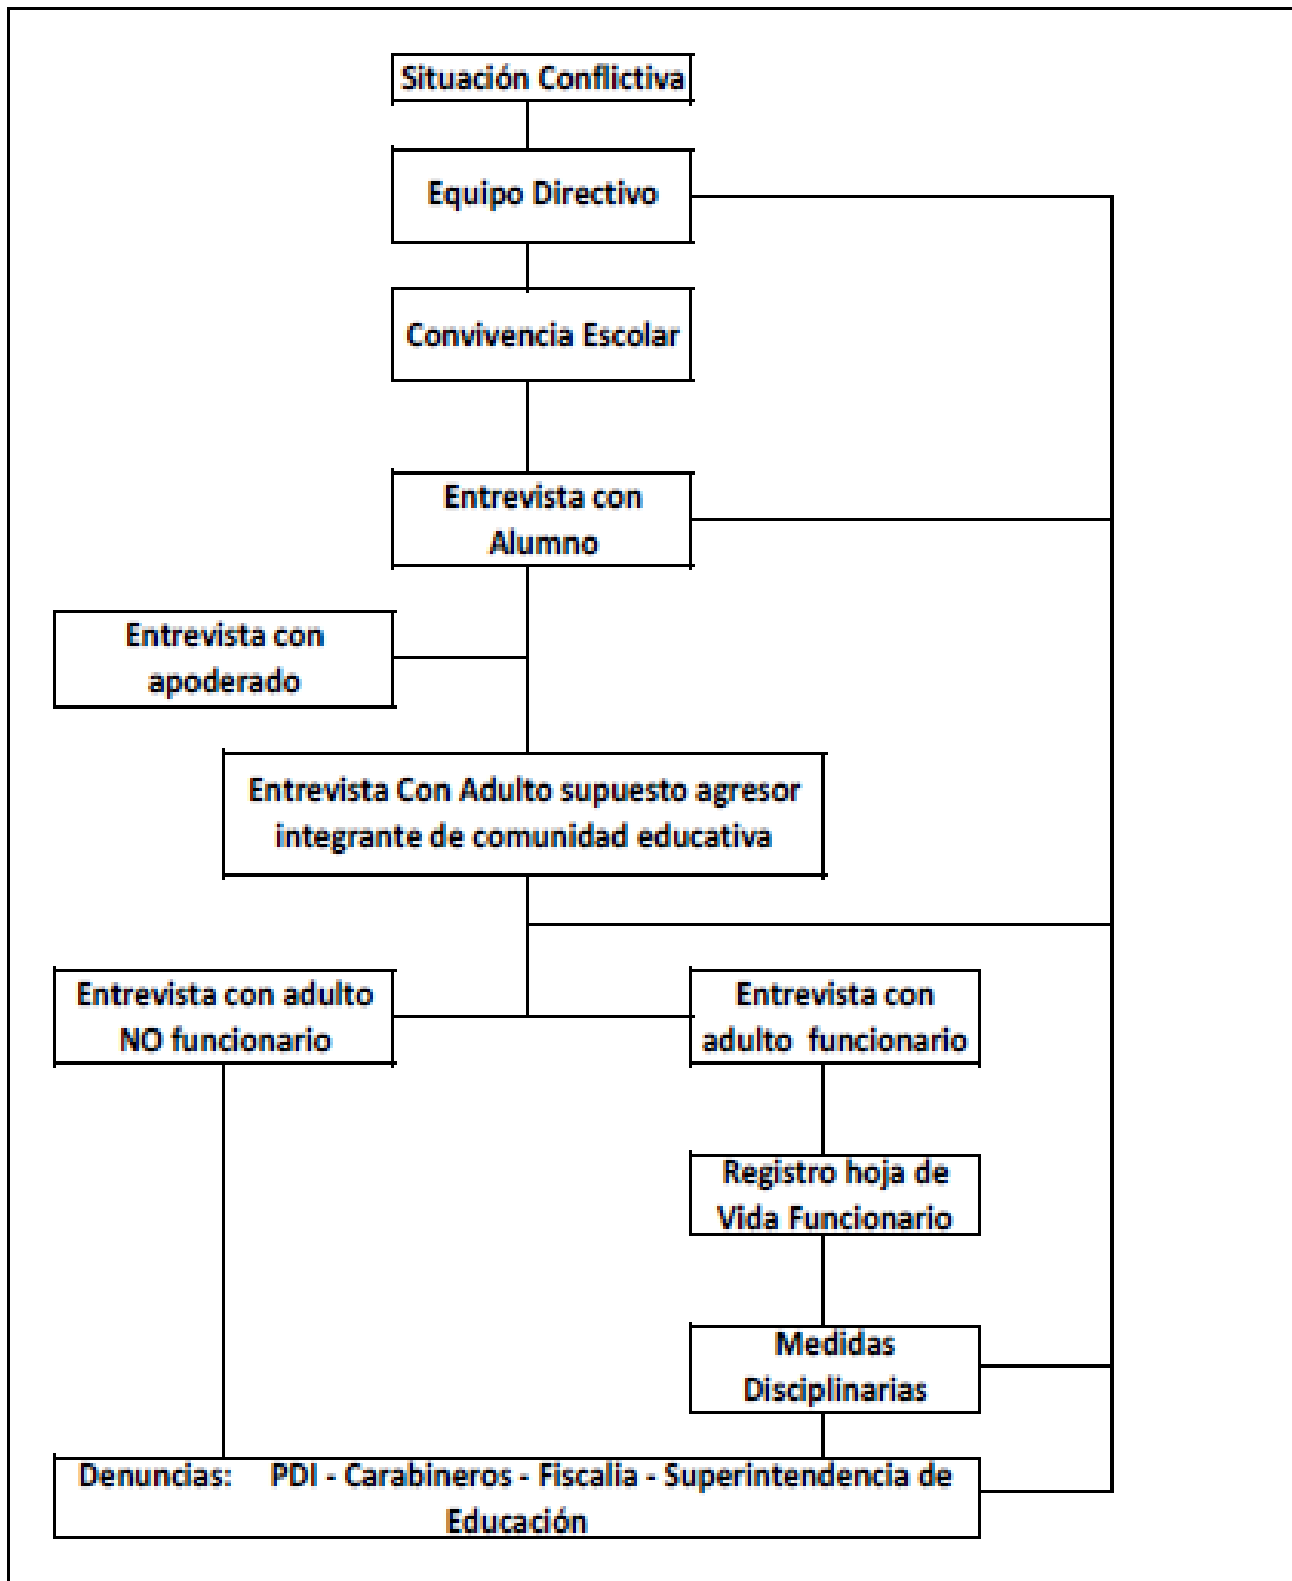 Situación Conflictiva
Equipo Directivo
Convivencia Escolar
Entrevista con
Alumno
Entrevista con
apoderado
Entrevista Con Adulto supuesto agresor
integrante de comunidad educativa
Entrevista con adulto
NO funcionario
Entrevista con
adulto funcionario
Registro hoja de
Vida Funcionario
Medidas
Disciplinarias
Denuncias: PDI - Carabineros - Fiscalia - Superintendencia de
Educación